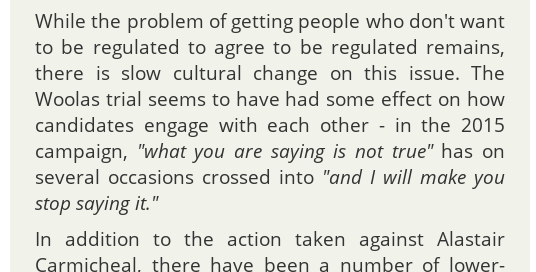 While the problem of getting people who don't want
to be regulated to agree to be regulated remains,
there is slow cultural change on this issue. The
Woolas trial seems to have had some effect on how
candidates engage with each other - in the 2015
campaign, "what you are saying is not true" has on
several occasions crossed into "and I will make you
stop saying it."
In addition to the action taken against Alastair
Carmicheal, there have been a number of lower-